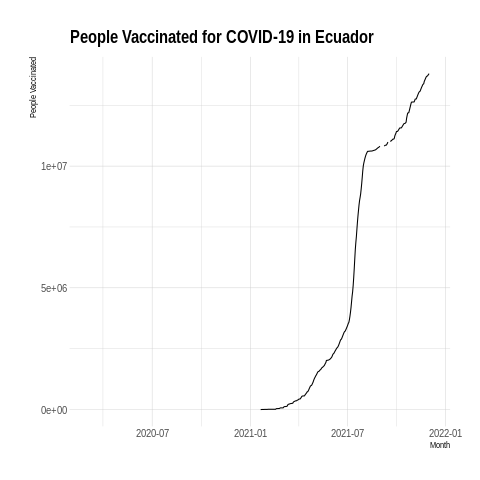 People Vaccinated for COVID-19 in Ecuador
People Vaccinated
1e+07
5e+06
0e+00
2020-07
2021-01
2021-07
2022-01
Month